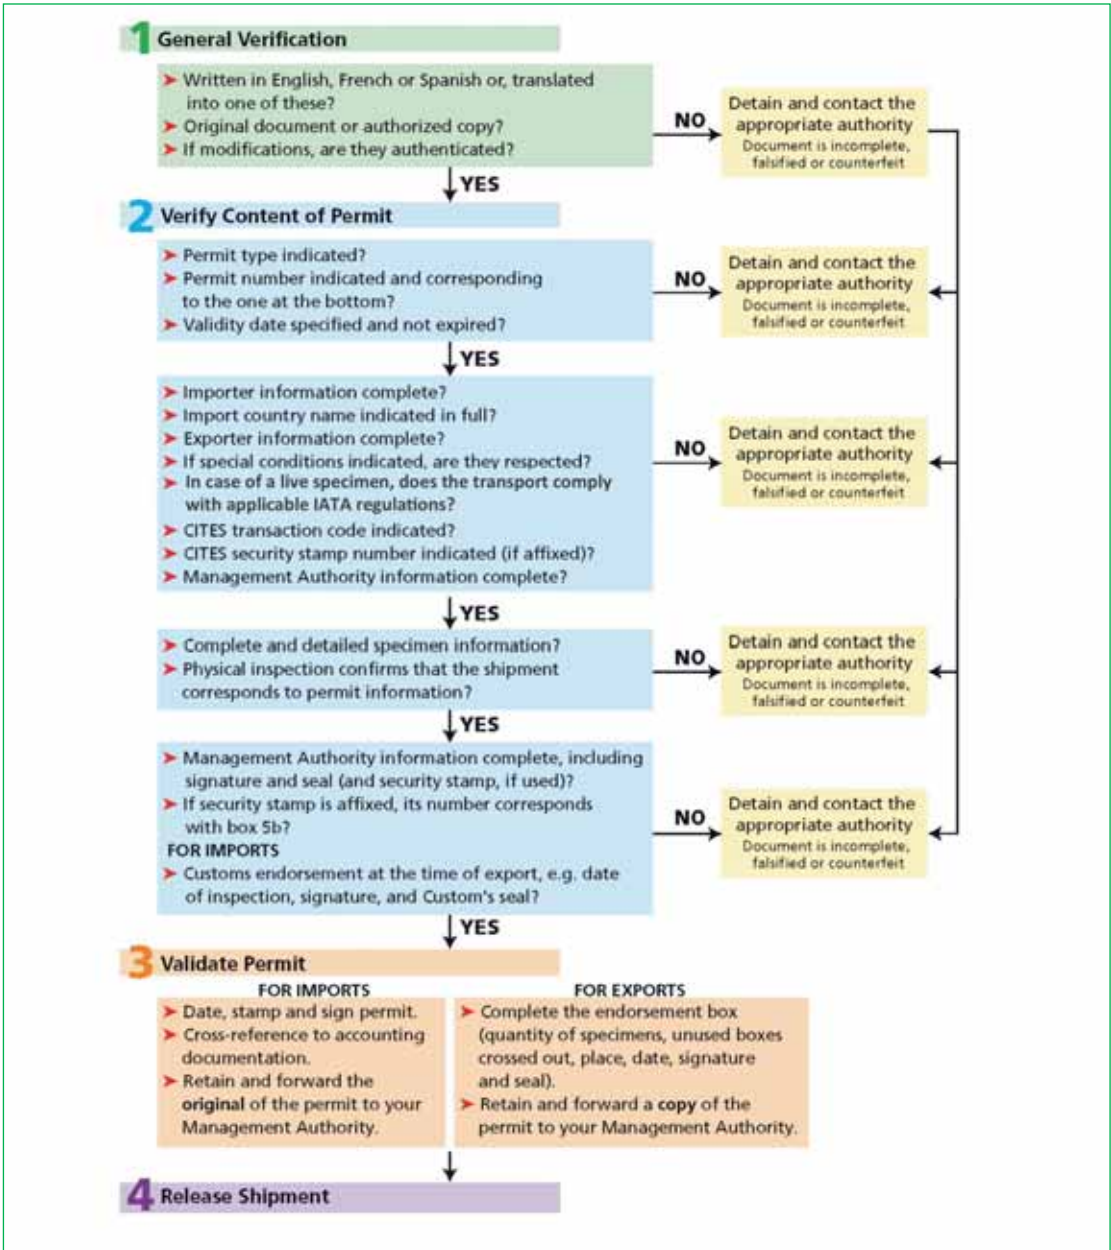 1 General Verification
➤ Written in English, French or Spanish or, translated
into one of these?
➤ Original document or authorized copy?
➤ If modifications, are they authenticated?
NO
Detain and contact the
appropriate authority
Document is incomplete,
falsified or counterfeit
YES
2 Verify Content of Permit
➤ Permit type indicated?
➤ Permit number indicated and corresponding
to the one at the bottom?
➤ Validity date specified and not expired?
NO
Detain and contact the
appropriate authority
Document is incomplete,
falsified or counterfeit
YES
➤ Importer information complete?
➤ Import country name indicated in full?
➤ Exporter information complete?
➤ If special conditions indicated, are they respected?
➤ In case of a live specimen, does the transport comply
with applicable IATA regulations?
➤ CITES transaction code indicated?
➤ CITES security stamp number indicated (if affixed)?
➤ Management Authority information complete?
NO
Detain and contact the
appropriate authority
Document is incomplete,
falsified or counterfeit
YES
➤ Complete and detailed specimen information?
➤ Physical inspection confirms that the shipment
corresponds to permit information?
NO
Detain and contact the
appropriate authority
Document is incomplete,
falsified or counterfeit
YES
➤ Management Authority information complete, including
signature and seal (and security stamp, if used)?
➤ If security stamp is affixed, its number corresponds
with box 5b?
FOR IMPORTS
➤ Customs endorsement at the time of export, e.g. date
of inspection, signature, and Custom's seal?
NO
Detain and contact the
appropriate authority
Document is incomplete,
falsified or counterfeit
YES
3 Validate Permit
FOR IMPORTS
➤ Date, stamp and sign permit.
➤ Cross-reference to accounting
documentation.
➤ Retain and forward the
original of the permit to your
Management Authority.
FOR EXPORTS
➤ Complete the endorsement box
(quantity of specimens, unused boxes
crossed out, place, date, signature
and seal).
➤ Retain and forward a copy of the
permit to your Management Authority.
4 Release Shipment